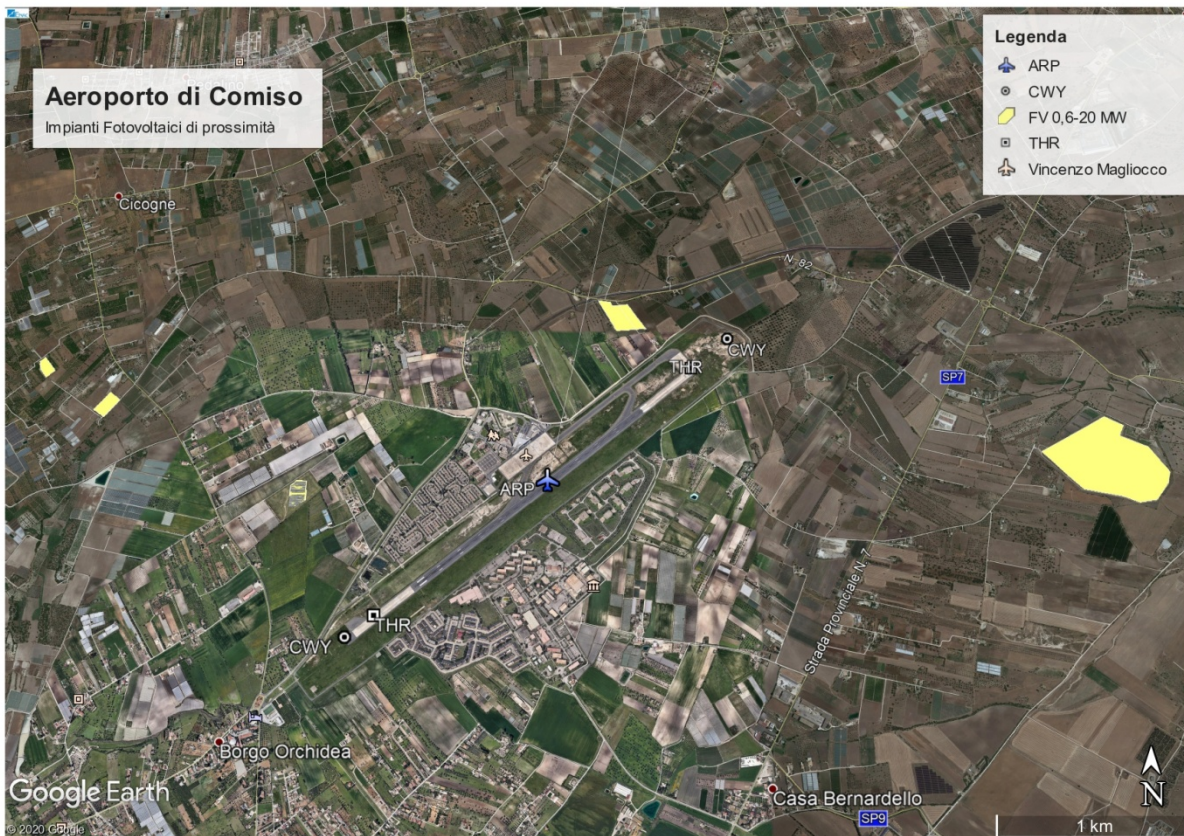 Aeroporto di Comiso
Impianti Fotovoltaici di prossimità
Legenda
ARP
CWY
FV 0,6-20 MW
THR
Vincenzo Magliocco
Cicogne
N. 82
CWY
THR
SP7
ARP
Strada Provinciale N. 7
THR
CWY
Borgo Orchidea
Casa Bernardello
SP9
Google Earth
© 2020 Google
1 km
N